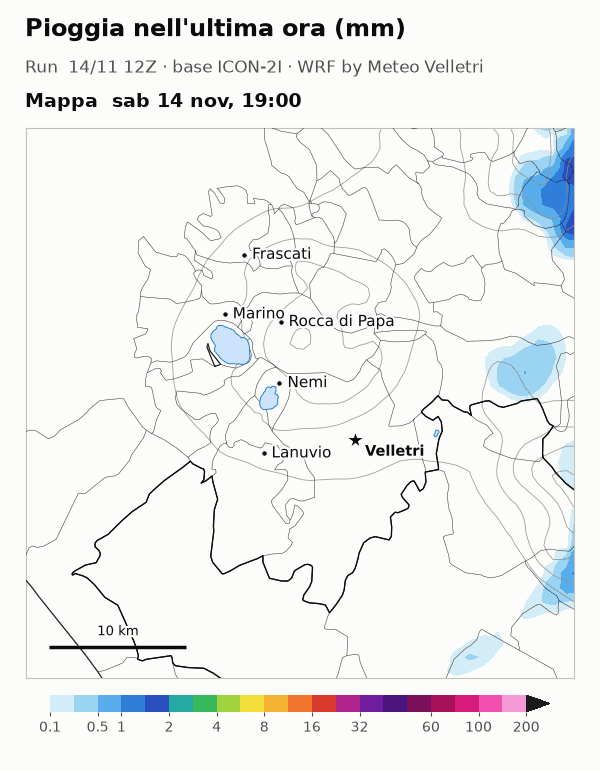 Pioggia nell'ultima ora (mm)
Run  14/11 12Z · base ICON-2I · WRF by Meteo Velletri
Mappa  sab 14 nov, 19:00
Frascati
Marino
Rocca di Papa
Nemi
Velletri
Lanuvio
10 km
0.1 0.5 1 2 4 8 16 32 60 100 200